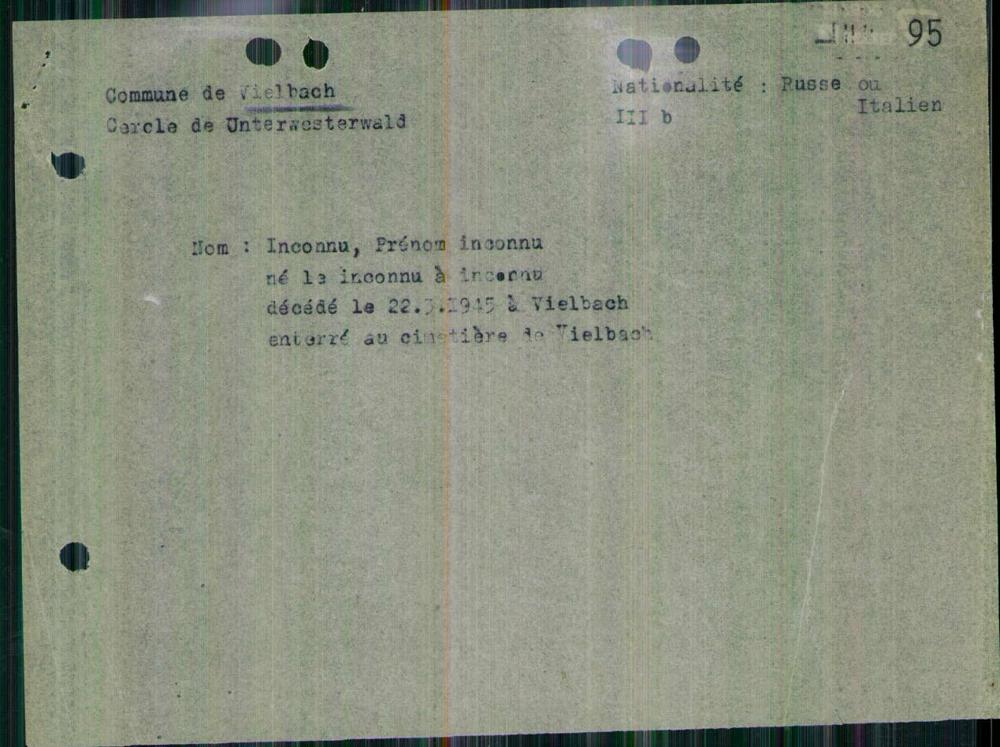 95
Commune de Vielbach
Cercle de Unterwesterwald
Nationalité : Russe ou
Italien
III b
Nom : Inconnu, Prénom inconnu
né le inconnu à inconnu
décédé le 22.3.1945 à Vielbach
enterré au cimetière de Vielbach